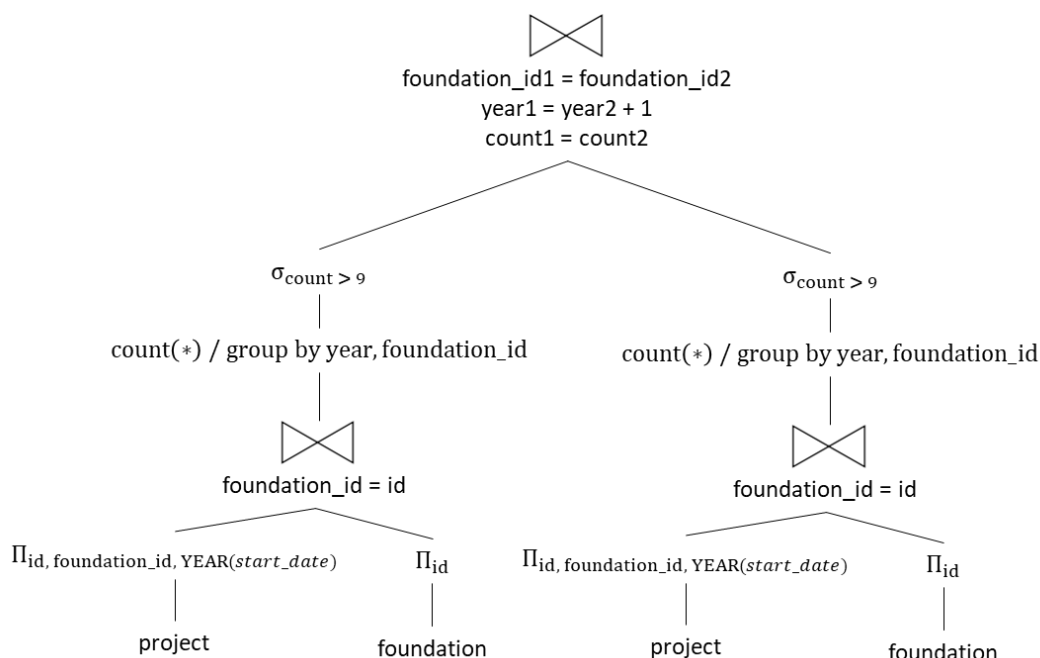 foundation_id1 = foundation_id2
year1 = year2 + 1
count1 = count2
σcount > 9
σcount > 9
count(∗) / group by year, foundation_id
count(∗) / group by year, foundation_id
foundation_id = id
foundation_id = id
Πid, foundation_id, YEAR(start_date)
Πid
Πid, foundation_id, YEAR(start_date)
Πid
project
foundation
project
foundation